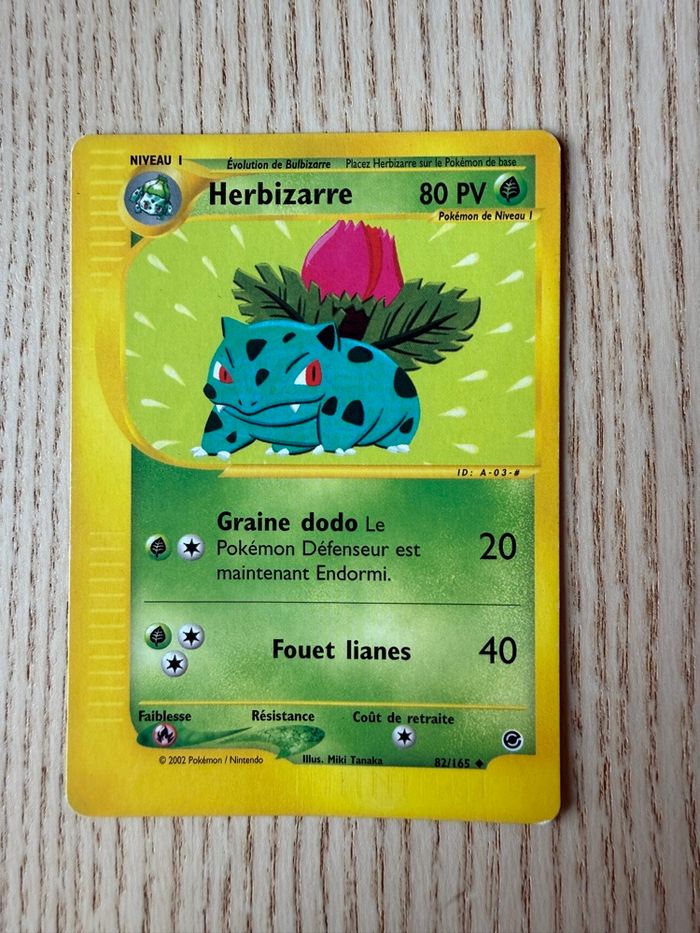 NIVEAU 1
Évolution de Bulbizarre Placez Herbizarre sur le Pokémon de base
Herbizarre 80 PV
Pokémon de Niveau 1
ID: A-03-#
Graine dodo Le
Pokémon Défenseur est
maintenant Endormi.
20
Fouet lianes 40
Faiblesse Résistance Coût de retraite
© 2002 Pokémon / Nintendo Illus. Miki Tanaka 82/165 ◆